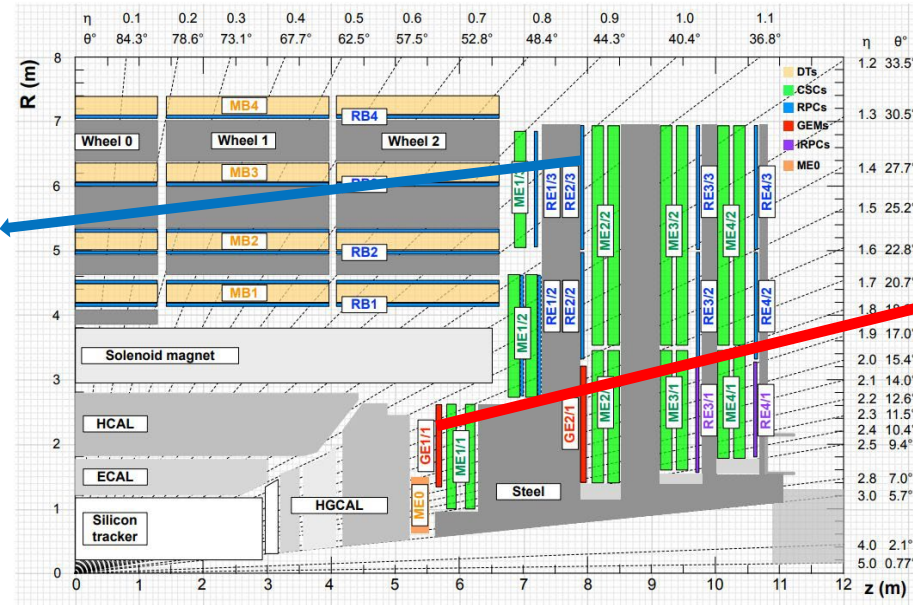 η 0.1 0.2 0.3 0.4 0.5 0.6 0.7 0.8 0.9 1.0 1.1
θ° 84.3° 78.6° 73.1° 67.7° 62.5° 57.5° 52.8° 48.4° 44.3° 40.4° 36.8° η θ°
R (m)
8
7
6
5
4
3
2
1
0
1.2 33.5°
1.3 30.5°
1.4 27.7°
1.5 25.2°
1.6 22.8°
1.7 20.7°
1.8
1.9 17.0°
2.0 15.4°
2.1 14.0°
2.2 12.6°
2.3 11.5°
2.4 10.4°
2.5 9.4°
2.8 7.0°
3.0 5.7°
4.0 2.1°
5.0 0.77°
DTs
CSCs
RPCs
GEMs
iRPCs
ME0
MB4
RB4
Wheel 0 Wheel 1 Wheel 2
MB3
MB2
RB2
MB1
RB1
Solenoid magnet
HCAL
ECAL
Silicon
tracker
HGCAL
Steel
ME0
GE1/1
ME1/1
ME1/2
RE1/3
RE2/3
RE1/2
RE2/2
GE2/1
ME2/2
ME3/2
RE3/3
RE3/2
ME3/1
RE3/1
ME4/2
RE4/3
RE4/2
ME4/1
RE4/1
0 1 2 3 4 5 6 7 8 9 10 11 12
z (m)